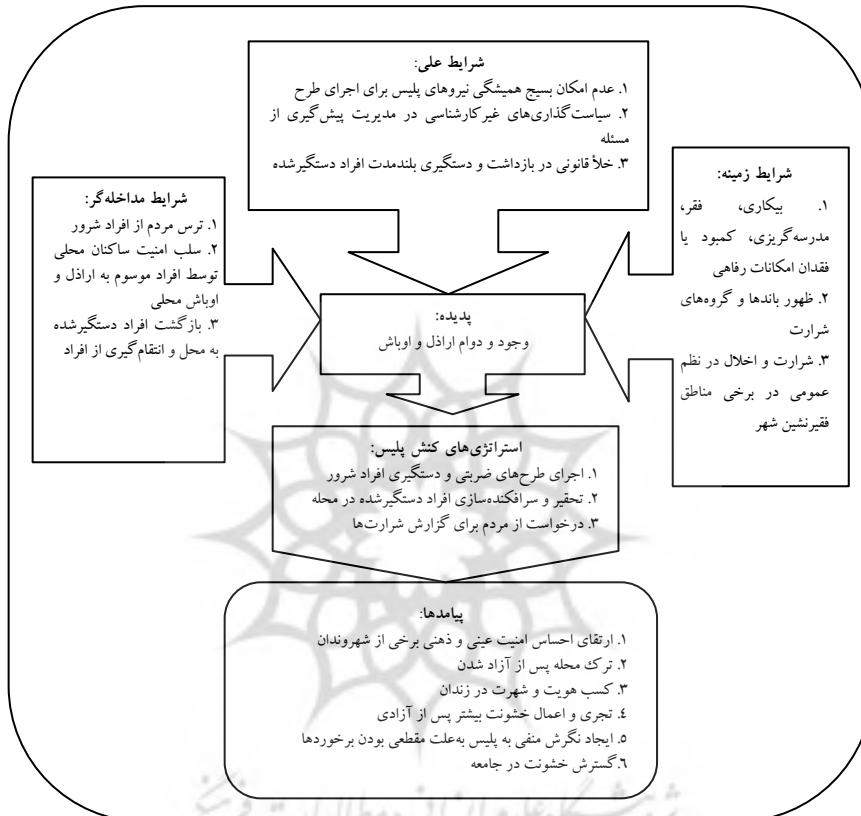 شرایط علی:
۱. عدم امکان بسیج همیشگی نیروهای پلیس برای اجرای طرح
۲. سیاست‌گذاری‌های غیرکارشناسی در مدیریت پیش‌گیری از
مسئله
۳. خلأ قانونی در بازداشت و دستگیری بلندمدت افراد دستگیرشده
شرایط زمینه:
۱. بیکاری، فقر،
مدرسه‌گریزی، کمبود یا
فقدان امکانات رفاهی
۲. ظهور باندها و گروه‌های
شرارت
۳. شرارت و اخلال در نظم
عمومی در برخی مناطق
فقیرنشین شهر
شرایط مداخله‌گر:
۱. ترس مردم از افراد شرور
۲. سلب امنیت ساکنان محلی
توسط افراد موسوم به اراذل و
اوباش محلی
۳. بازگشت افراد دستگیرشده
به محل و انتقام‌گیری از افراد
پدیده:
وجود و دوام اراذل و اوباش
استراتژی‌های کنش پلیس:
۱. اجرای طرح‌های ضربتی و دستگیری افراد شرور
۲. تحقیر و سرافکنده‌سازی افراد دستگیرشده در محله
۳. درخواست از مردم برای گزارش شرارت‌ها
پیامدها:
۱. ارتقای احساس امنیت عینی و ذهنی برخی از شهروندان
۲. ترک محله پس از آزاد شدن
۳. کسب هویت و شهرت در زندان
٤. تجری و اعمال خشونت بیشتر پس از آزادی
٥. ایجاد نگرش منفی به پلیس به‌علت مقطعی بودن برخوردها
٦.گسترش خشونت در جامعه